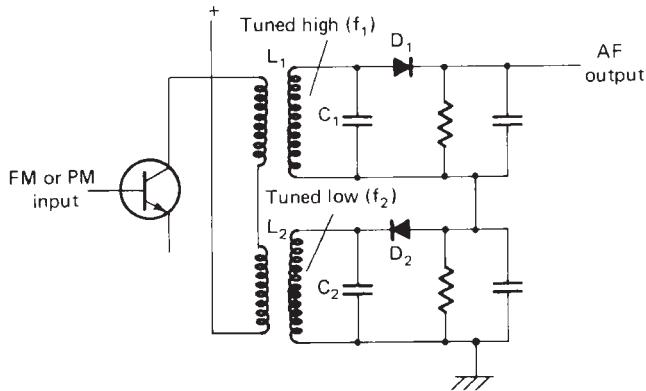 +
Tuned high (f₁)
L₁
D₁
AF
output
C₁
FM or PM
input
Tuned low (f₂)
L₂
D₂
C₂